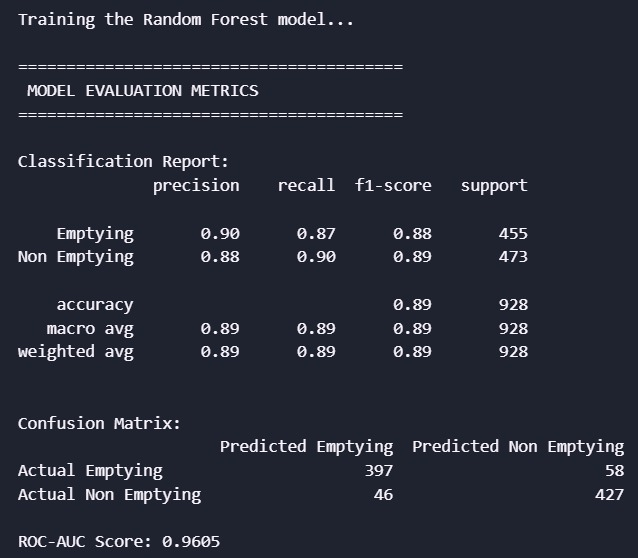 Training the Random Forest model...
========================================
MODEL EVALUATION METRICS
========================================
Classification Report:
precision recall f1-score support
Emptying 0.90 0.87 0.88 455
Non Emptying 0.88 0.90 0.89 473
accuracy 0.89 928
macro avg 0.89 0.89 0.89 928
weighted avg 0.89 0.89 0.89 928
Confusion Matrix:
Predicted Emptying Predicted Non Emptying
Actual Emptying 397 58
Actual Non Emptying 46 427
ROC-AUC Score: 0.9605